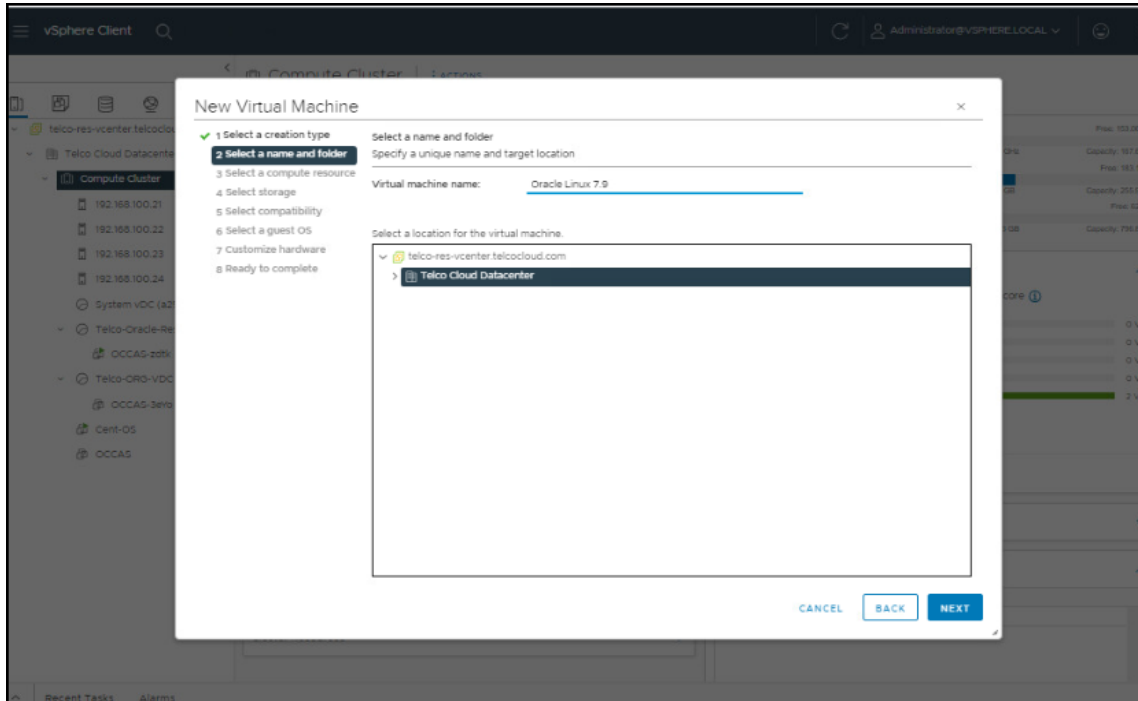 vSphere Client
Administrator@VSPHERE.LOCAL
Compute Cluster
ACTIONS
telco-res-vcenter.telcoclou
Telco Cloud Datacente
Compute Cluster
192.168.100.21
192.168.100.22
192.168.100.23
192.168.100.24
System vDC (a2
Telco-Oracle-Re
OCCAS-zdtk
Telco-ORG-VDC
OCCAS-3eVo
Cent-OS
OCCAS
New Virtual Machine
1 Select a creation type
2 Select a name and folder
3 Select a compute resource
4 Select storage
5 Select compatibility
6 Select a guest OS
7 Customize hardware
8 Ready to complete
Select a name and folder
Specify a unique name and target location
Virtual machine name:
Oracle Linux 7.9
Select a location for the virtual machine.
telco-res-vcenter.telcocloud.com
Telco Cloud Datacenter
CANCEL
BACK
NEXT
Recent Tasks
Alarms